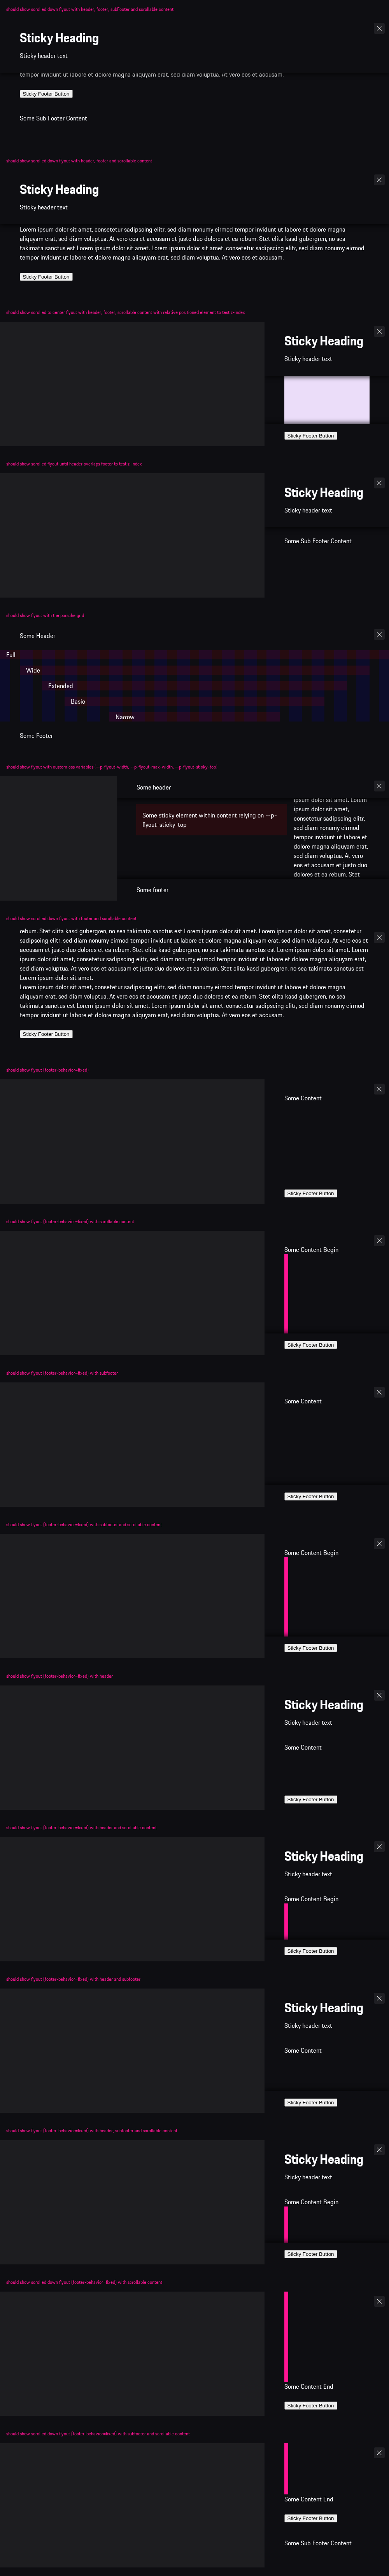 should show scrolled down flyout with header, footer, subFooter and scrollable content
Sticky Heading
Sticky header text
tempor invidunt ut labore et dolore magna aliquyam erat, sed diam voluptua. At vero eos et accusam.
Sticky Footer Button
Some Sub Footer Content
should show scrolled down flyout with header, footer and scrollable content
Sticky Heading
Sticky header text
Lorem ipsum dolor sit amet, consetetur sadipscing elitr, sed diam nonumy eirmod tempor invidunt ut labore et dolore magna
aliquyam erat, sed diam voluptua. At vero eos et accusam et justo duo dolores et ea rebum. Stet clita kasd gubergren, no sea
takimata sanctus est Lorem ipsum dolor sit amet. Lorem ipsum dolor sit amet, consetetur sadipscing elitr, sed diam nonumy eirmod
tempor invidunt ut labore et dolore magna aliquyam erat, sed diam voluptua. At vero eos et accusam.
Sticky Footer Button
should show scrolled to center flyout with header, footer, scrollable content with relative positioned element to test z-index
Sticky Heading
Sticky header text
Sticky Footer Button
should show scrolled flyout until header overlaps footer to test z-index
Sticky Heading
Sticky header text
Some Sub Footer Content
should show flyout with the porsche grid
Some Header
Full
Wide
Extended
Basic
Narrow
Some Footer
should show flyout with custom css variables [--p-flyout-width, --p-flyout-max-width, --p-flyout-sticky-top]
Some header
Some sticky element within content relying on --p-
flyout-sticky-top
ipsum dolor sit amet. Lorem
ipsum dolor sit amet,
consetetur sadipscing elitr,
sed diam nonumy eirmod
tempor invidunt ut labore et
dolore magna aliquyam erat,
sed diam voluptua. At vero
eos et accusam et justo duo
dolores et ea rebum. Stet
Some footer
should show scrolled down flyout with footer and scrollable content
rebum. Stet clita kasd gubergren, no sea takimata sanctus est Lorem ipsum dolor sit amet. Lorem ipsum dolor sit amet, consetetur
sadipscing elitr, sed diam nonumy eirmod tempor invidunt ut labore et dolore magna aliquyam erat, sed diam voluptua. At vero eos et
accusam et justo duo dolores et ea rebum. Stet clita kasd gubergren, no sea takimata sanctus est Lorem ipsum dolor sit amet. Lorem
ipsum dolor sit amet, consetetur sadipscing elitr, sed diam nonumy eirmod tempor invidunt ut labore et dolore magna aliquyam
erat, sed diam voluptua. At vero eos et accusam et justo duo dolores et ea rebum. Stet clita kasd gubergren, no sea takimata sanctus est
Lorem ipsum dolor sit amet.
Lorem ipsum dolor sit amet, consetetur sadipscing elitr, sed diam nonumy eirmod tempor invidunt ut labore et dolore magna
aliquyam erat, sed diam voluptua. At vero eos et accusam et justo duo dolores et ea rebum. Stet clita kasd gubergren, no sea
takimata sanctus est Lorem ipsum dolor sit amet. Lorem ipsum dolor sit amet, consetetur sadipscing elitr, sed diam nonumy eirmod
tempor invidunt ut labore et dolore magna aliquyam erat, sed diam voluptua. At vero eos et accusam.
Sticky Footer Button
should show flyout (footer-behavior=fixed)
Some Content
Sticky Footer Button
should show flyout (footer-behavior=fixed) with scrollable content
Some Content Begin
Sticky Footer Button
should show flyout (footer-behavior=fixed) with subfooter
Some Content
Sticky Footer Button
should show flyout (footer-behavior=fixed) with subfooter and scrollable content
Some Content Begin
Sticky Footer Button
should show flyout (footer-behavior=fixed) with header
Sticky Heading
Sticky header text
Some Content
Sticky Footer Button
should show flyout (footer-behavior=fixed) with header and scrollable content
Sticky Heading
Sticky header text
Some Content Begin
Sticky Footer Button
should show flyout (footer-behavior=fixed) with header and subfooter
Sticky Heading
Sticky header text
Some Content
Sticky Footer Button
should show flyout (footer-behavior=fixed) with header, subfooter and scrollable content
Sticky Heading
Sticky header text
Some Content Begin
Sticky Footer Button
should show scrolled down flyout (footer-behavior=fixed) with scrollable content
Some Content End
Sticky Footer Button
should show scrolled down flyout (footer-behavior=fixed) with subfooter and scrollable content
Some Content End
Sticky Footer Button
Some Sub Footer Content